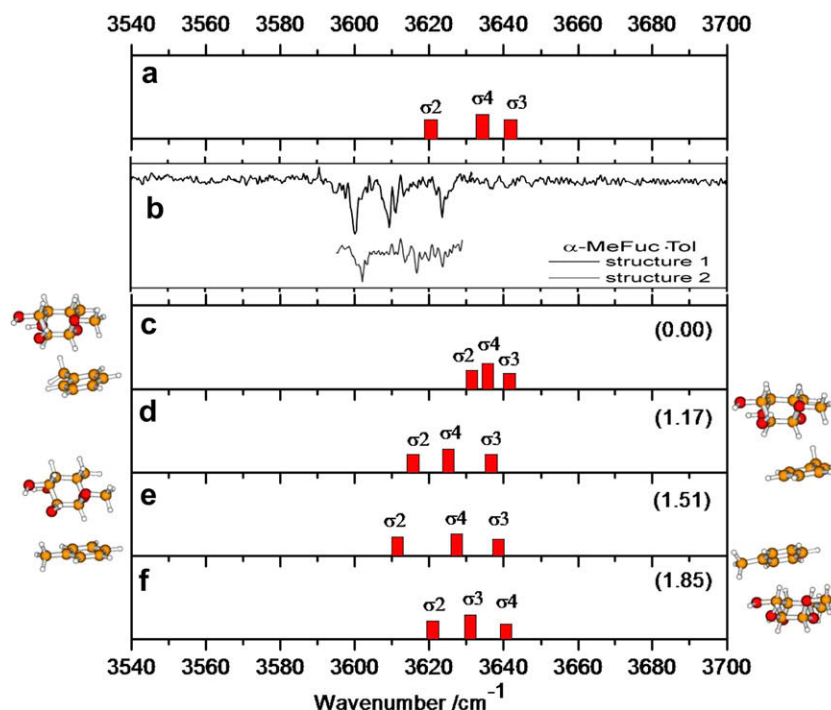 3540 3560 3580 3600 3620 3640 3660 3680 3700
a
σ2 σ4 σ3
b
α-MeFuc·Tol
structure 1
structure 2
c
(0.00)
σ2 σ4 σ3
d
(1.17)
σ2 σ4 σ3
e
(1.51)
σ2 σ4 σ3
f
(1.85)
σ2 σ3 σ4
3540 3560 3580 3600 3620 3640 3660 3680 3700
Wavenumber /cm⁻¹